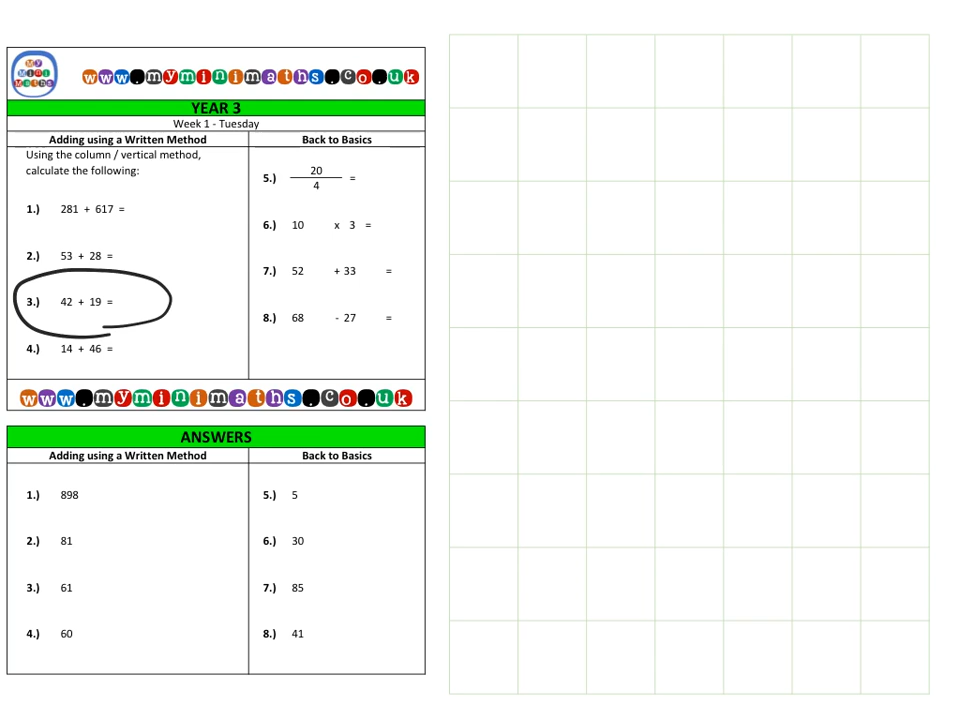 My
Mini
Maths
www.myminimaths.co.uk
YEAR 3
Week 1 - Tuesday
Adding using a Written Method
Using the column / vertical method,
calculate the following:
1.) 281 + 617 =
2.) 53 + 28 =
3.) 42 + 19 =
4.) 14 + 46 =
Back to Basics
5.) 20
4 =
6.) 10 x 3 =
7.) 52 + 33 =
8.) 68 - 27 =
www.myminimaths.co.uk
ANSWERS
Adding using a Written Method
1.) 898
2.) 81
3.) 61
4.) 60
Back to Basics
5.) 5
6.) 30
7.) 85
8.) 41